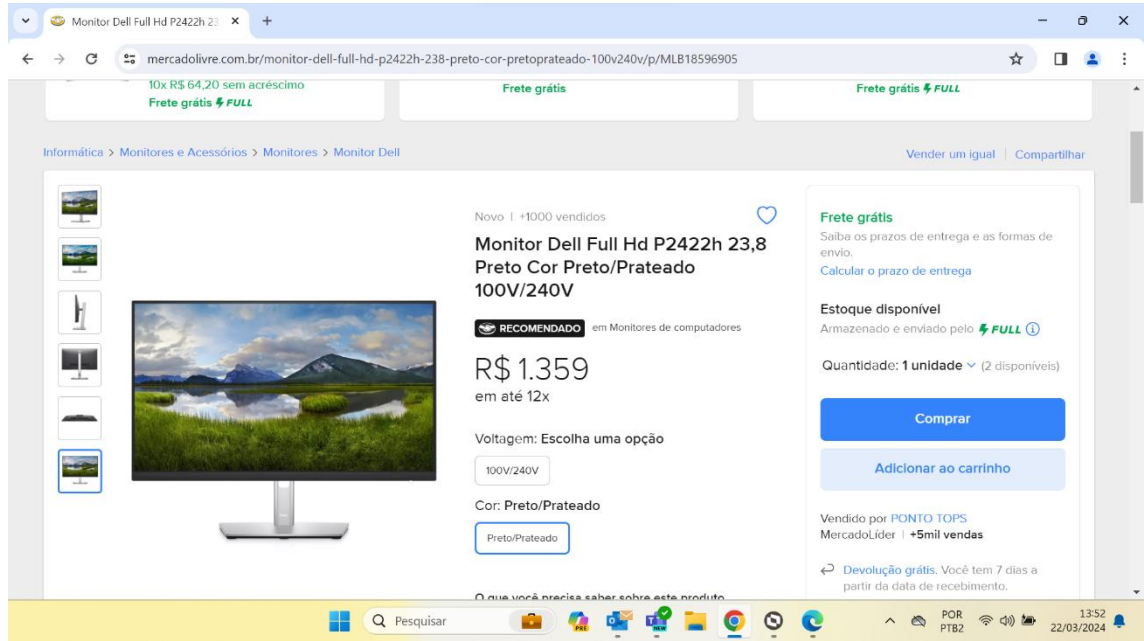 Monitor Dell Full Hd P2422h 23
mercadolivre.com.br/monitor-dell-full-hd-p2422h-238-preto-cor-pretoprateado-100v240v/p/MLB18596905
10x R$ 64,20 sem acréscimo
Frete grátis FULL
Frete grátis
Frete grátis FULL
Informática > Monitores e Acessórios > Monitores > Monitor Dell
Vender um igual | Compartilhar
Novo | +1000 vendidos
Monitor Dell Full Hd P2422h 23,8
Preto Cor Preto/Prateado
100V/240V
RECOMENDADO em Monitores de computadores
R$ 1.359
em até 12x
Voltagem: Escolha uma opção
100V/240V
Cor: Preto/Prateado
Preto/Prateado
O que você precisa saber sobre este produto
Frete grátis
Saiba os prazos de entrega e as formas de
envio.
Calcular o prazo de entrega
Estoque disponível
Armazenado e enviado pelo FULL
Quantidade: 1 unidade (2 disponíveis)
Comprar
Adicionar ao carrinho
Vendido por PONTO TOPS
MercadoLíder | +5mil vendas
Devolução grátis. Você tem 7 dias a
partir da data de recebimento.
Pesquisar
PRE
NEW
POR
PTB2
13:52
22/03/2024